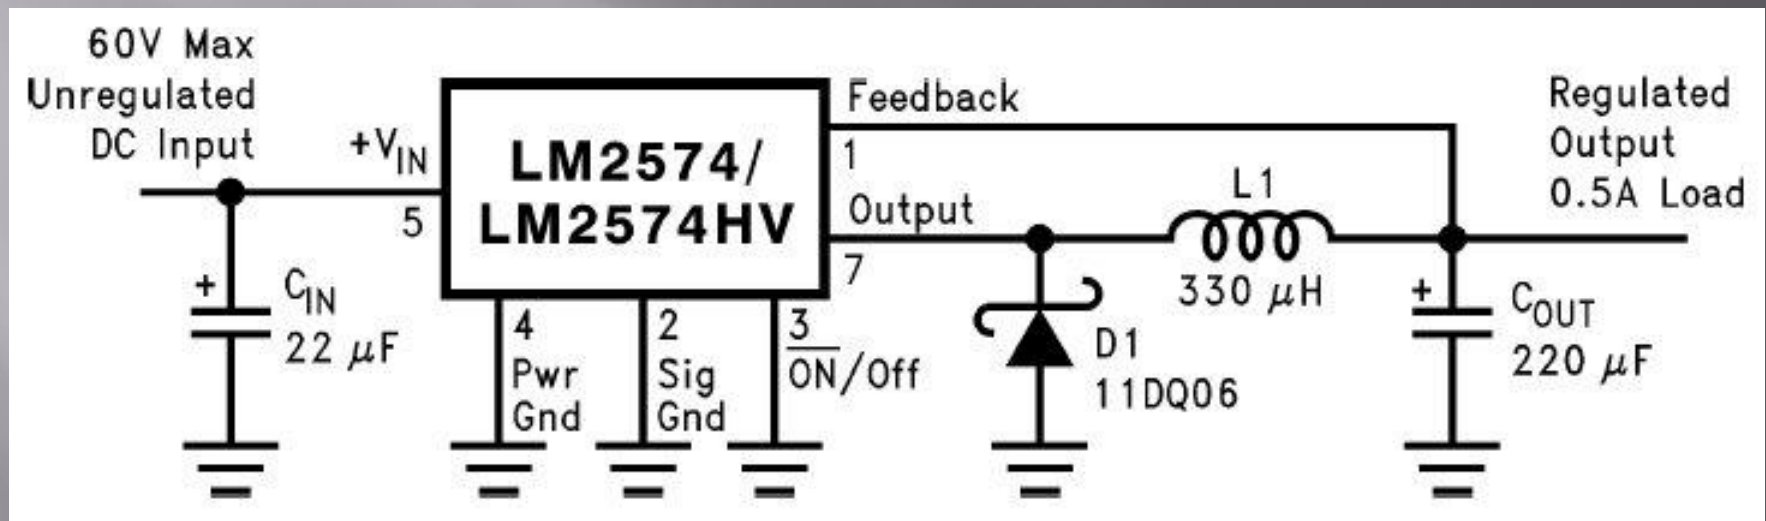 60V Max
Unregulated
DC Input
+VIN
5
CIN
22 μF
+
LM2574/
LM2574HV
Feedback
1
Output
7
4
Pwr
Gnd
2
Sig
Gnd
3
ON/Off
D1
11DQ06
L1
330 μH
Regulated
Output
0.5A Load
+
COUT
220 μF